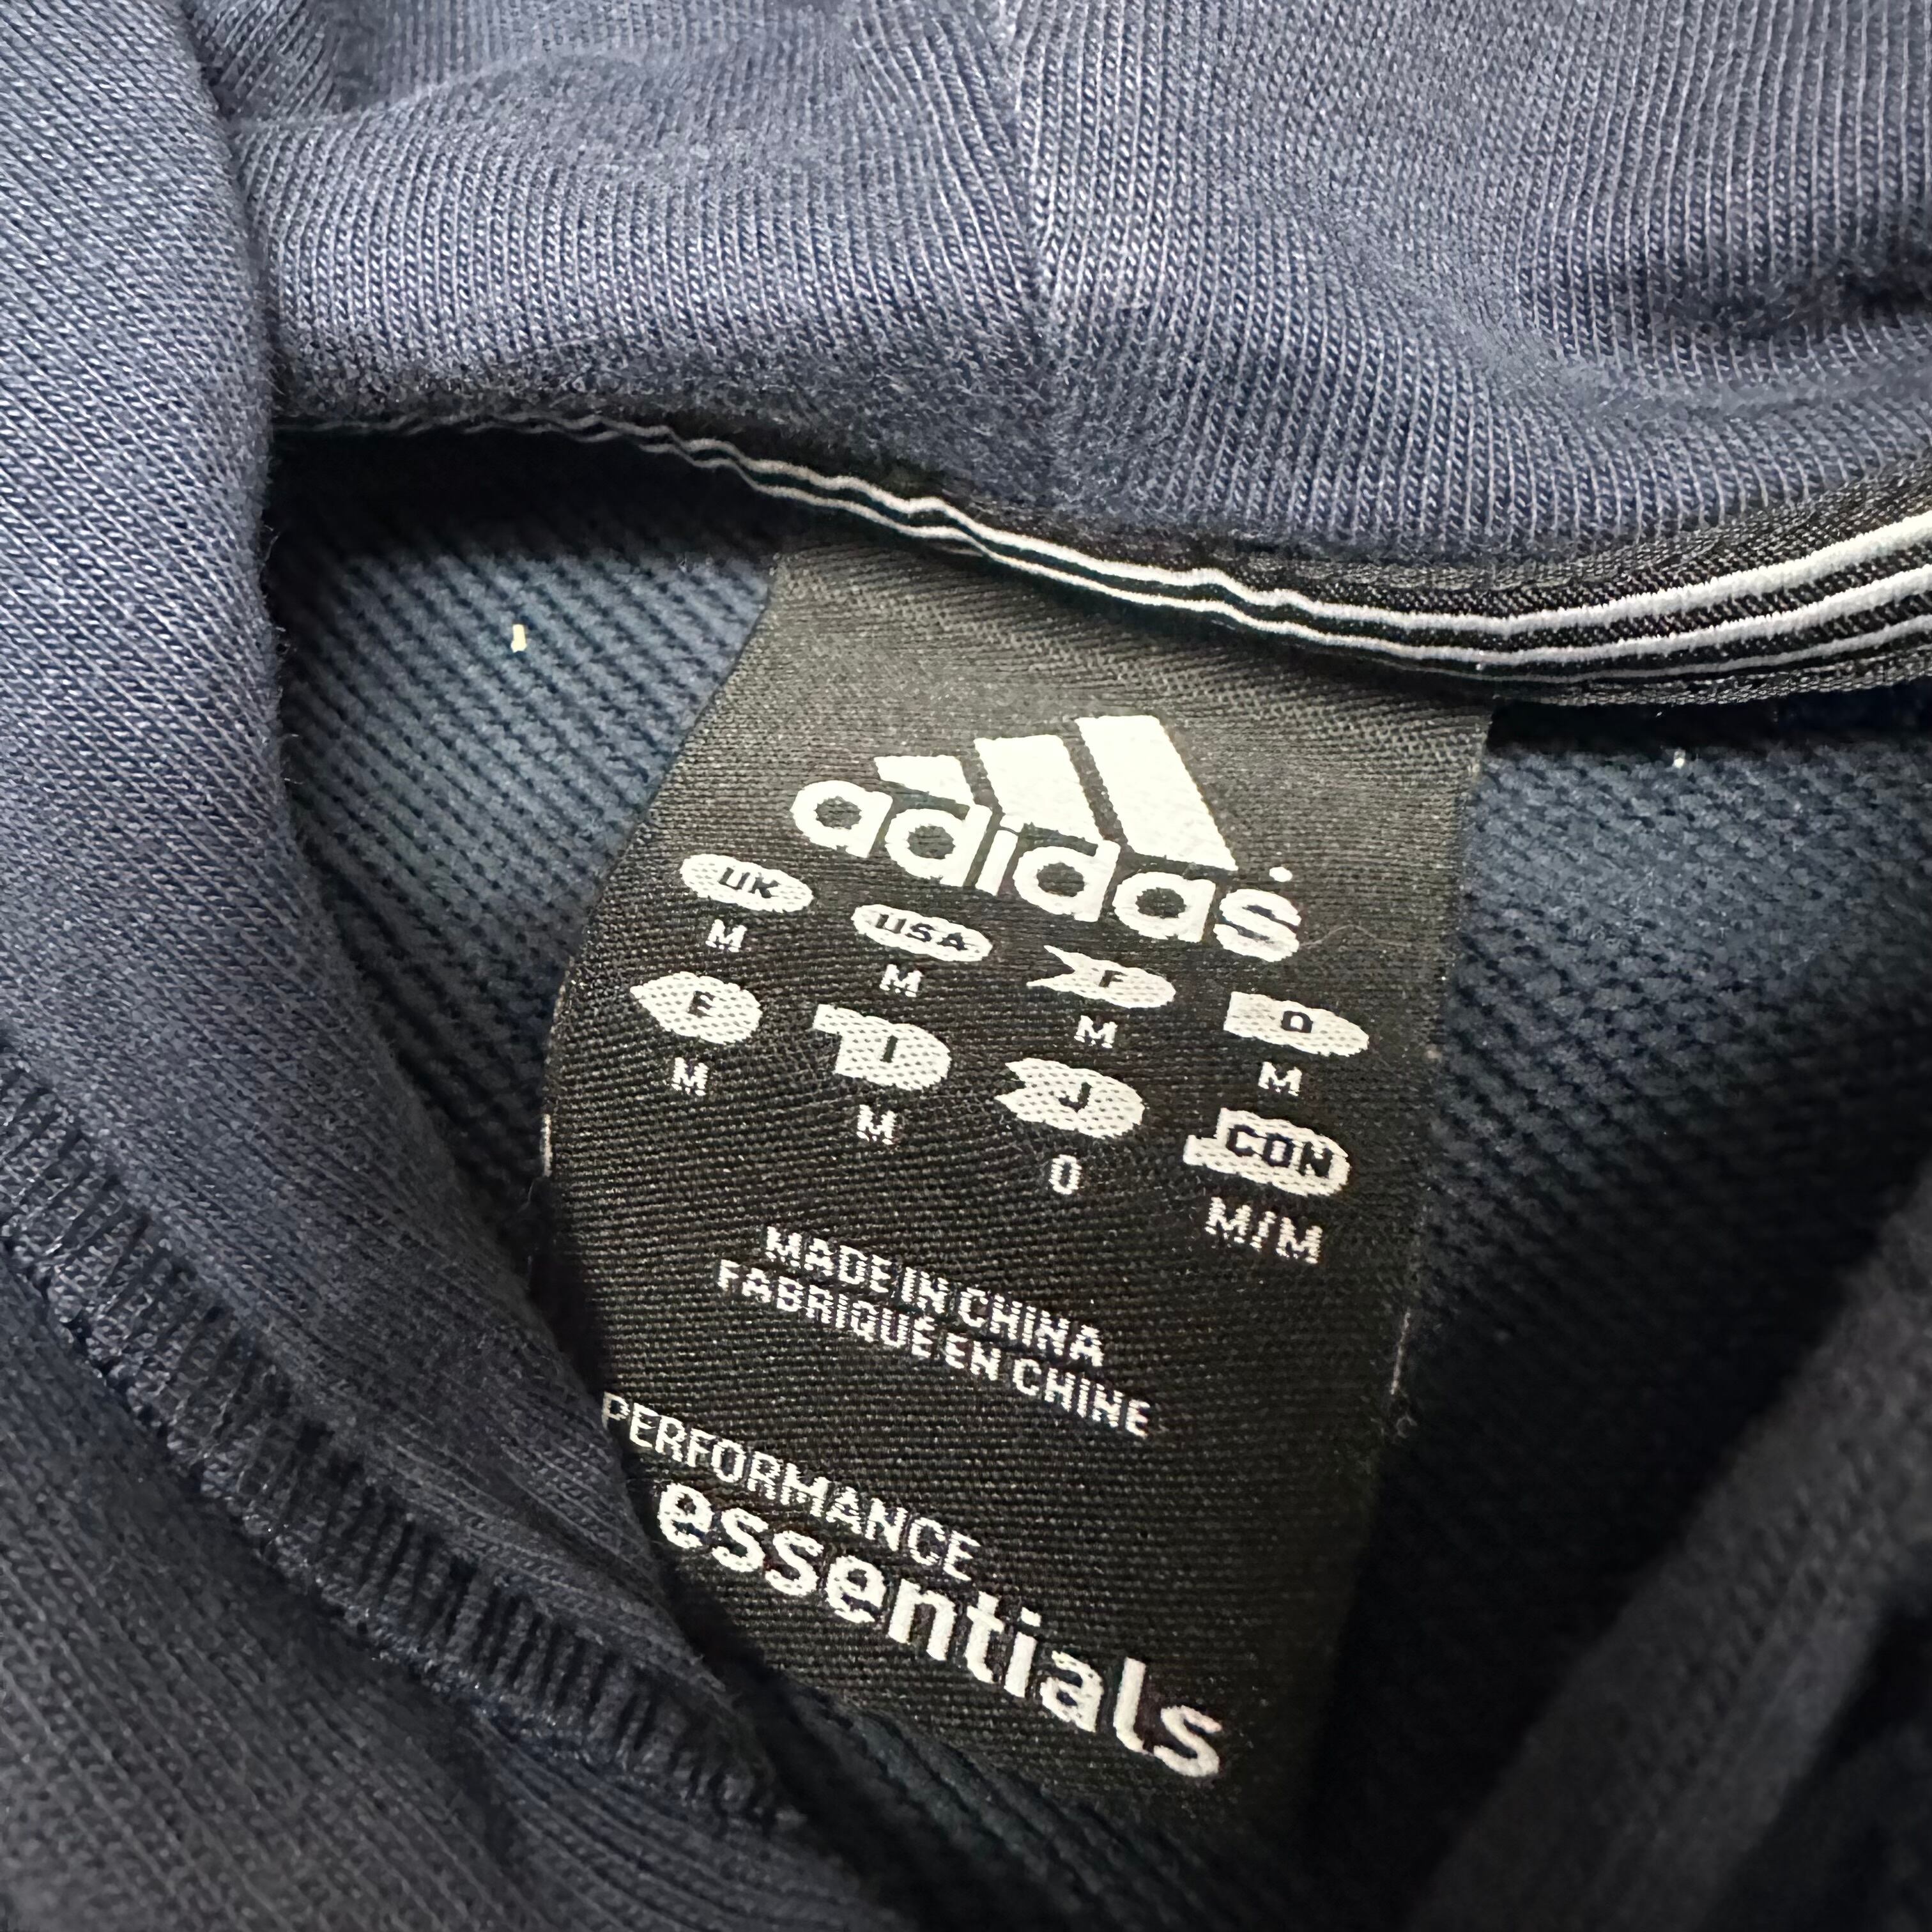 adidas
UK USA F D
M M M M
E I J CON
M M O M/M
MADE IN CHINA
FABRIQUÉ EN CHINE
PERFORMANCE
essentials